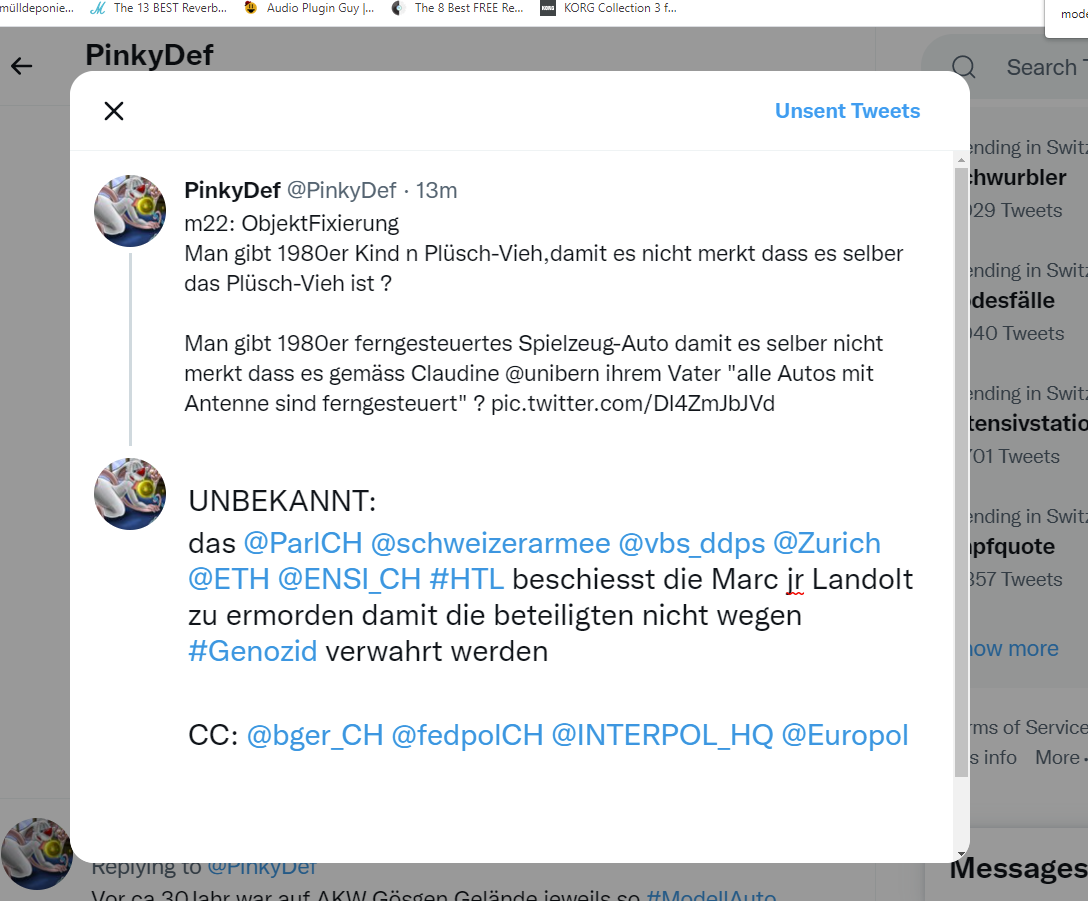 mülldeponie...
The 13 BEST Reverb...
Audio Plugin Guy |...
The 8 Best FREE Re...
KORG
KORG Collection 3 f...
mode
PinkyDef
Search T
Unsent Tweets
PinkyDef @PinkyDef · 13m
m22: ObjektFixierung
Man gibt 1980er Kind n Plüsch-Vieh,damit es nicht merkt dass es selber
das Plüsch-Vieh ist ?
Man gibt 1980er ferngesteuertes Spielzeug-Auto damit es selber nicht
merkt dass es gemäss Claudine @unibern ihrem Vater "alle Autos mit
Antenne sind ferngesteuert" ? pic.twitter.com/DI4ZmJbJVd
UNBEKANNT:
das @ParlCH @schweizerarmee @vbs_ddps @Zurich
@ETH @ENSI_CH #HTL beschiesst die Marc jr Landolt
zu ermorden damit die beteiligten nicht wegen
#Genozid verwahrt werden
CC: @bger_CH @fedpolCH @INTERPOL_HQ @Europol
ending in Switz
chwurbler
929 Tweets
ending in Switz
odesfälle
040 Tweets
ending in Switz
tensivstatio
701 Tweets
ending in Switz
npfquote
357 Tweets
how more
rms of Service
s info More
Messages
Replying to @PinkyDef
Vor ca 30Jahr war auf AKW Gösgen Gelände jeweils so #ModellAuto